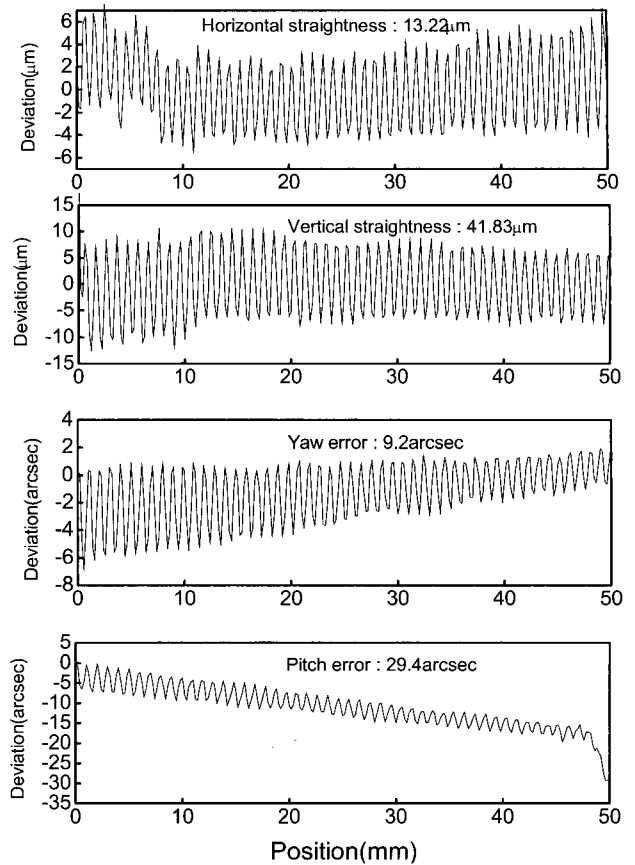 Horizontal straightness : 13.22μm
Deviation(μm)
6
4
2
0
-2
-4
-6
0 10 20 30 40 50
Vertical straightness : 41.83μm
Deviation(μm)
15
10
5
0
-5
-10
-15
0 10 20 30 40 50
Yaw error : 9.2arcsec
Deviation(arcsec)
4
2
0
-2
-4
-6
-8
0 10 20 30 40 50
Pitch error : 29.4arcsec
Deviation(arcsec)
5
0
-5
-10
-15
-20
-25
-30
-35
0 10 20 30 40 50
Position(mm)